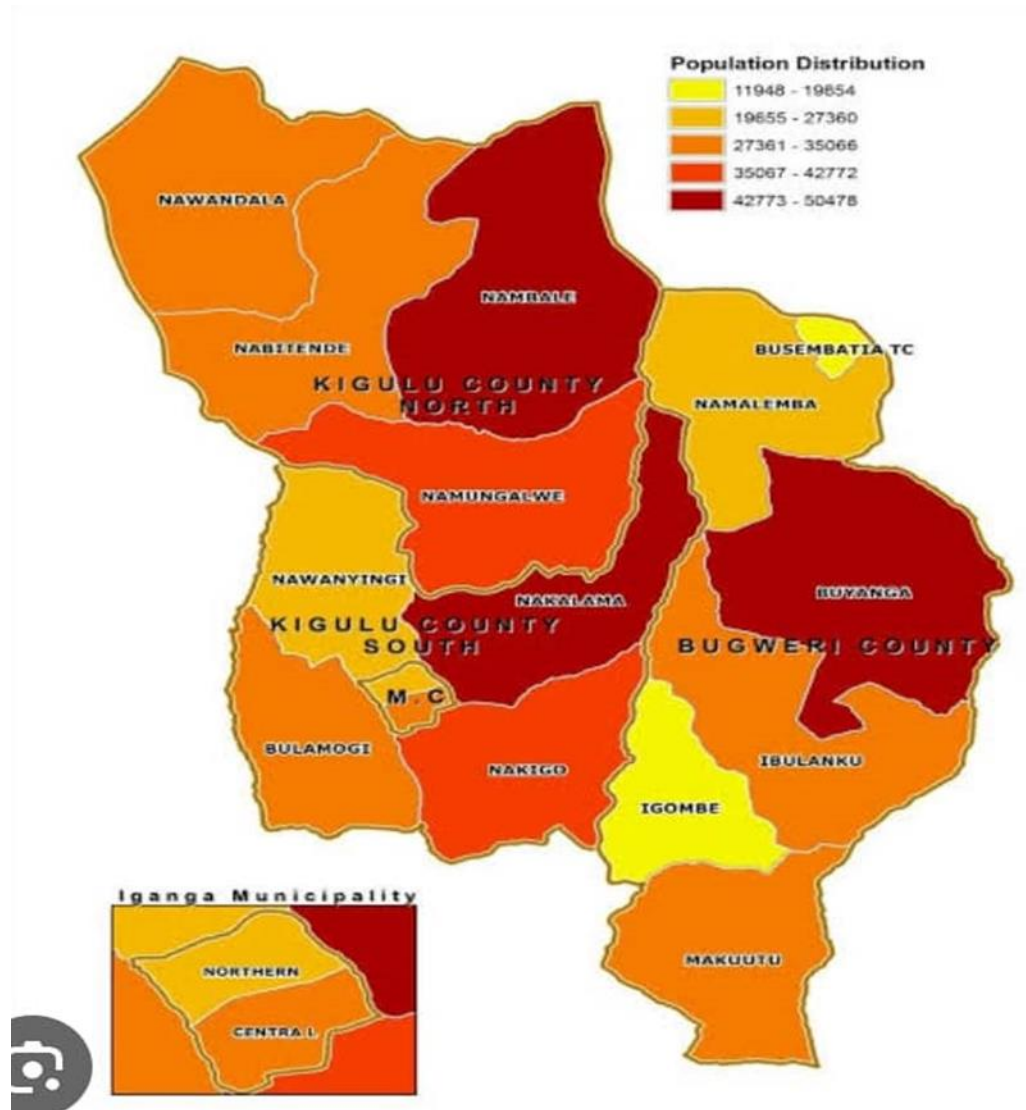 Population Distribution
11948 - 19654
19655 - 27360
27361 - 35066
35067 - 42772
42773 - 50478
NAWANDALA
NAMBALE
NABITENDE
BUSEMBATIA TC
KIGULU COUNTY
NORTH
NAMALEMBA
NAMUNGALWE
NAWANYINGI
BUYANGA
NAKALAMA
KIGULU COUNTY
SOUTH
BUGWERI COUNTY
M.C
BULAMOGI
IBULANKU
NAKIGO
IGOMBE
Iganga Municipality
MAKUUTU
NORTHERN
CENTRAL